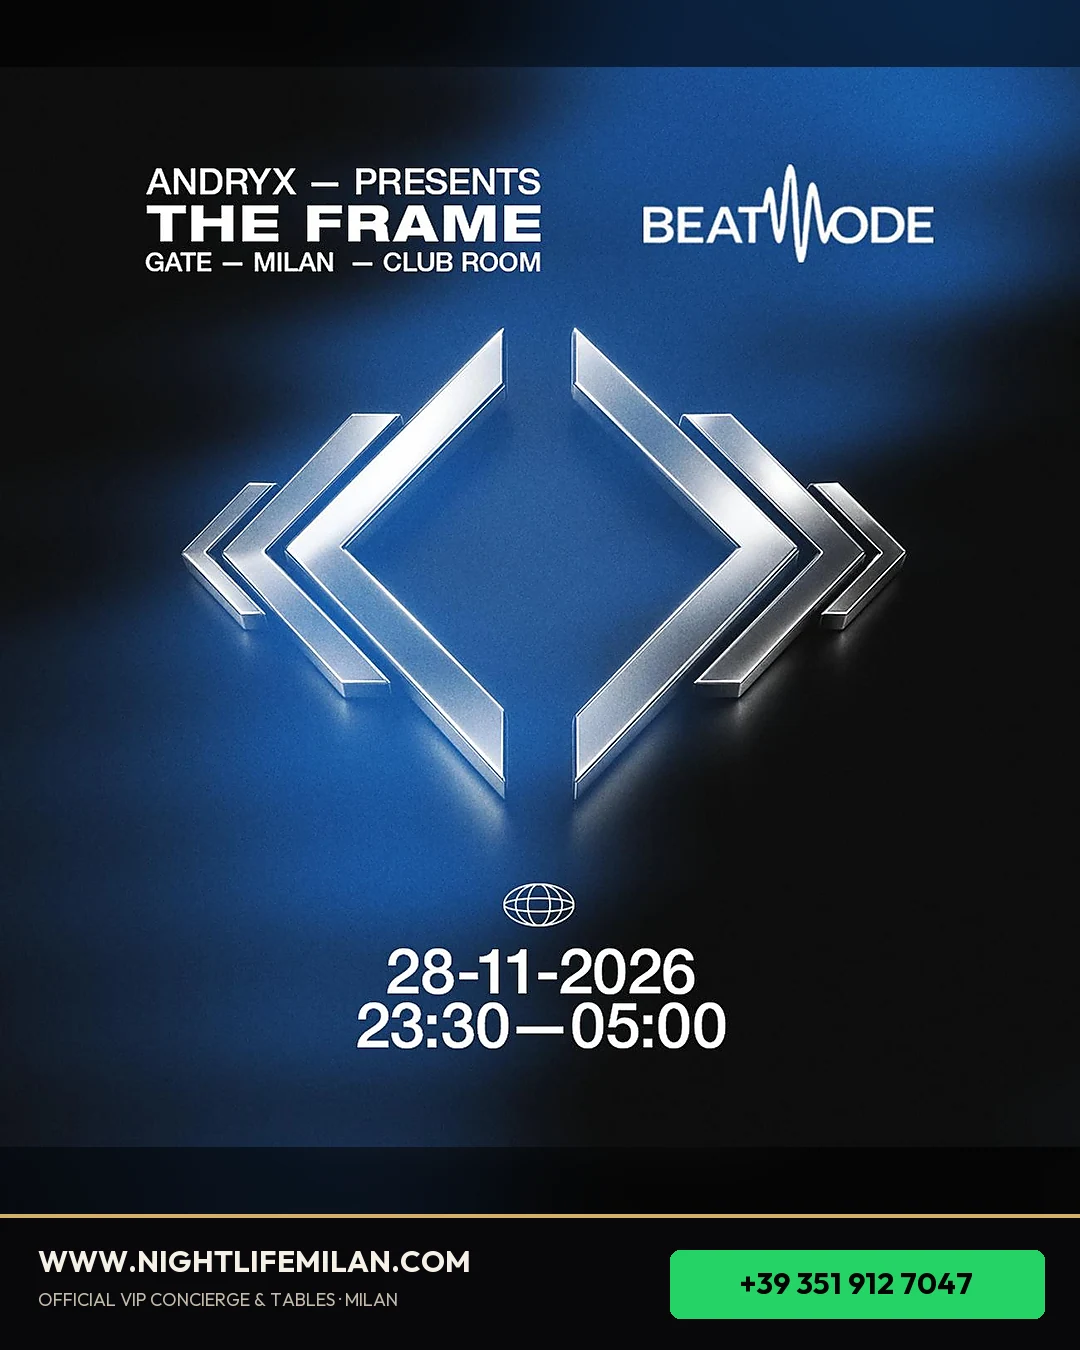 ANDRYX — PRESENTS
THE FRAME
GATE — MILAN — CLUB ROOM
BEATMODE
28-11-2026
23:30—05:00
WWW.NIGHTLIFEMILAN.COM
OFFICIAL VIP CONCIERGE & TABLES · MILAN
+39 351 912 7047